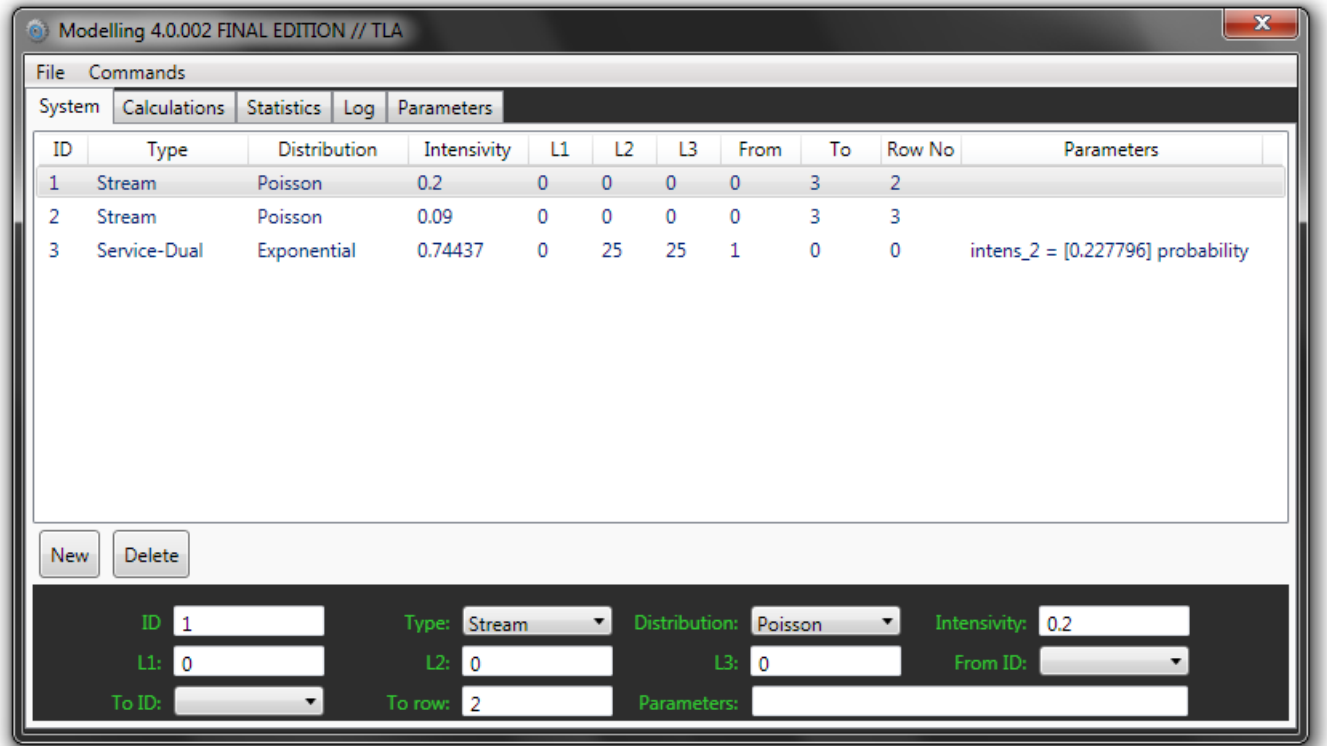 Modelling 4.0.002 FINAL EDITION // TLA
x
File Commands
System Calculations Statistics Log Parameters
ID Type Distribution Intensivity L1 L2 L3 From To Row No Parameters
1 Stream Poisson 0.2 0 0 0 0 3 2
2 Stream Poisson 0.09 0 0 0 0 3 3
3 Service-Dual Exponential 0.74437 0 25 25 1 0 0 intens_2 = [0.227796] probability
New Delete
ID 1 Type: Stream Distribution: Poisson Intensivity: 0.2
L1: 0 L2: 0 L3: 0 From ID:
To ID: To row: 2 Parameters: